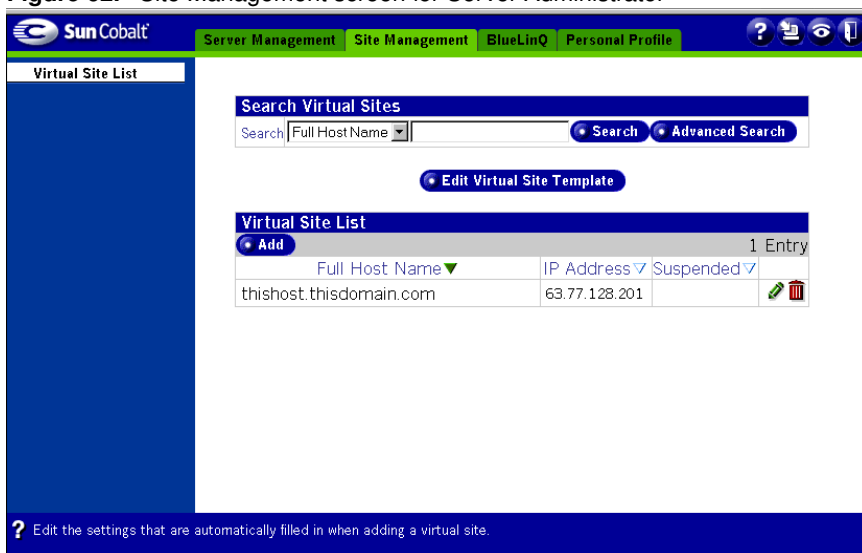 Figure 32. Site Management screen for Server Administrator
Sun Cobalt
Server Management Site Management BlueLinQ Personal Profile
?
Virtual Site List
Search Virtual Sites
Search Full Host Name Search Advanced Search
Edit Virtual Site Template
Virtual Site List
Add 1 Entry
Full Host Name IP Address Suspended
thishost.thisdomain.com 63.77.128.201
? Edit the settings that are automatically filled in when adding a virtual site.